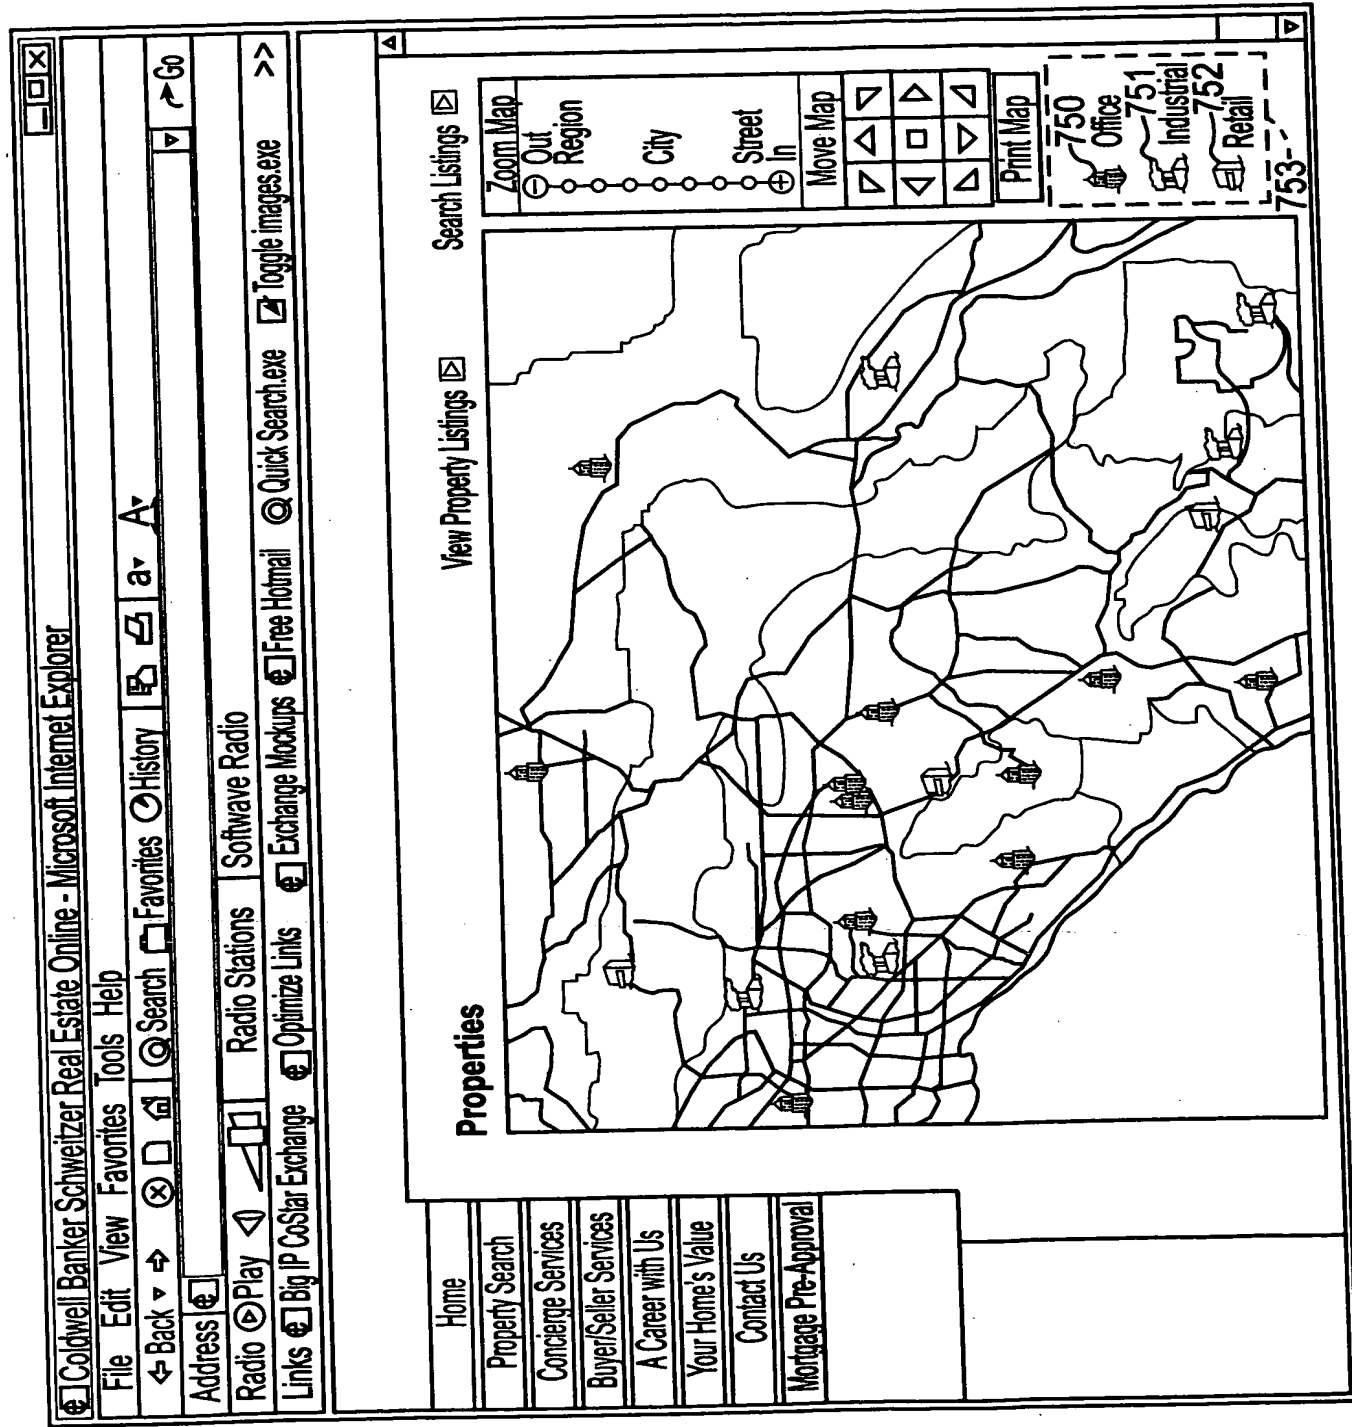 Coldwell Banker Schweitzer Real Estate Online - Microsoft Internet Explorer
File Edit View Favorites Tools Help
Back Search Favorites History a A
Address Go
Radio Play Radio Stations Softwave Radio
Links Big IP CoStar Exchange Optimize Links Exchange Mockups Free Hotmail Quick Search.exe Toggle images.exe >>
Home
Property Search
Concierge Services
Buyer/Seller Services
A Career with Us
Your Home's Value
Contact Us
Mortgage Pre-Approval
View Property Listings Search Listings
Properties
Zoom Map
Out
Region
City
Street
In
Move Map
Print Map
750
Office
751
Industrial
752
Retail
753